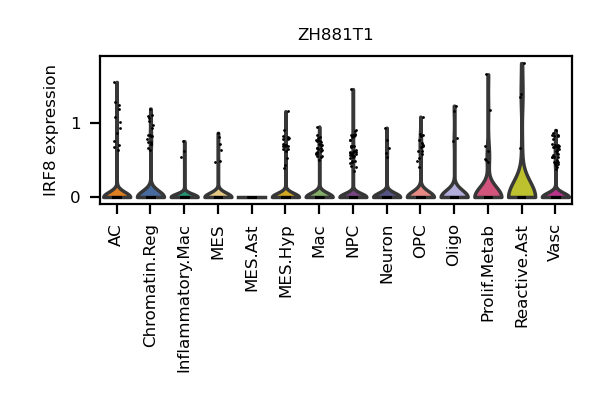 ZH881T1
IRF8 expression
1
0
AC
Chromatin.Reg
Inflammatory.Mac
MES
MES.Ast
MES.Hyp
Mac
NPC
Neuron
OPC
Oligo
Prolif.Metab
Reactive.Ast
Vasc